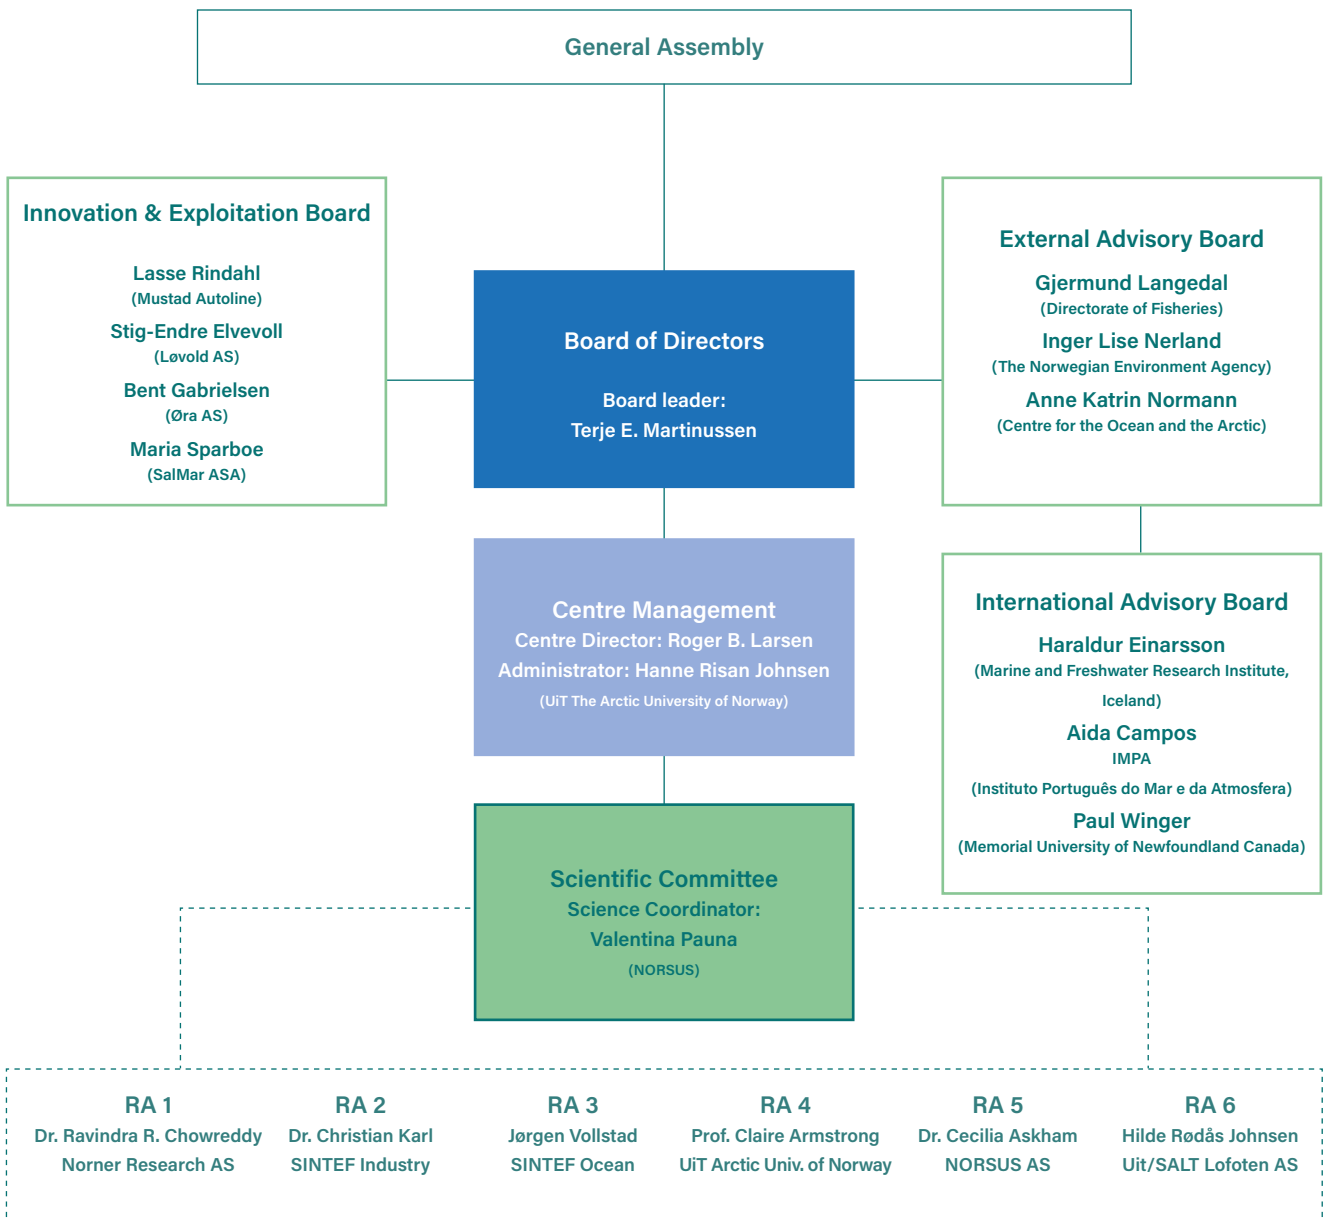 General Assembly
Innovation & Exploitation Board
Lasse Rindahl
(Mustad Autoline)
Stig-Endre Elvevoll
(Løvold AS)
Bent Gabrielsen
(Øra AS)
Maria Sparboe
(SalMar ASA)
Board of Directors
Board leader:
Terje E. Martinussen
External Advisory Board
Gjermund Langedal
(Directorate of Fisheries)
Inger Lise Nerland
(The Norwegian Environment Agency)
Anne Katrin Normann
(Centre for the Ocean and the Arctic)
Centre Management
Centre Director: Roger B. Larsen
Administrator: Hanne Risan Johnsen
(UiT The Arctic University of Norway)
International Advisory Board
Haraldur Einarsson
(Marine and Freshwater Research Institute,
Iceland)
Aida Campos
IMPA
(Instituto Português do Mar e da Atmosfera)
Paul Winger
(Memorial University of Newfoundland Canada)
Scientific Committee
Science Coordinator:
Valentina Pauna
(NORSUS)
RA 1
Dr. Ravindra R. Chowreddy
Norner Research AS
RA 2
Dr. Christian Karl
SINTEF Industry
RA 3
Jørgen Vollstad
SINTEF Ocean
RA 4
Prof. Claire Armstrong
UiT Arctic Univ. of Norway
RA 5
Dr. Cecilia Askham
NORSUS AS
RA 6
Hilde Rødås Johnsen
Uit/SALT Lofoten AS